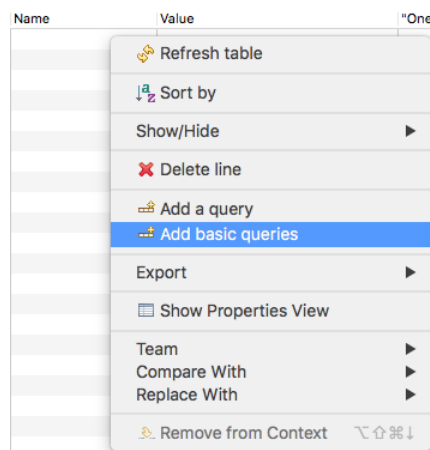 Name Value "One
Refresh table
Sort by
Show/Hide
Delete line
Add a query
Add basic queries
Export
Show Properties View
Team
Compare With
Replace With
Remove from Context ⌥⇧⌘↓